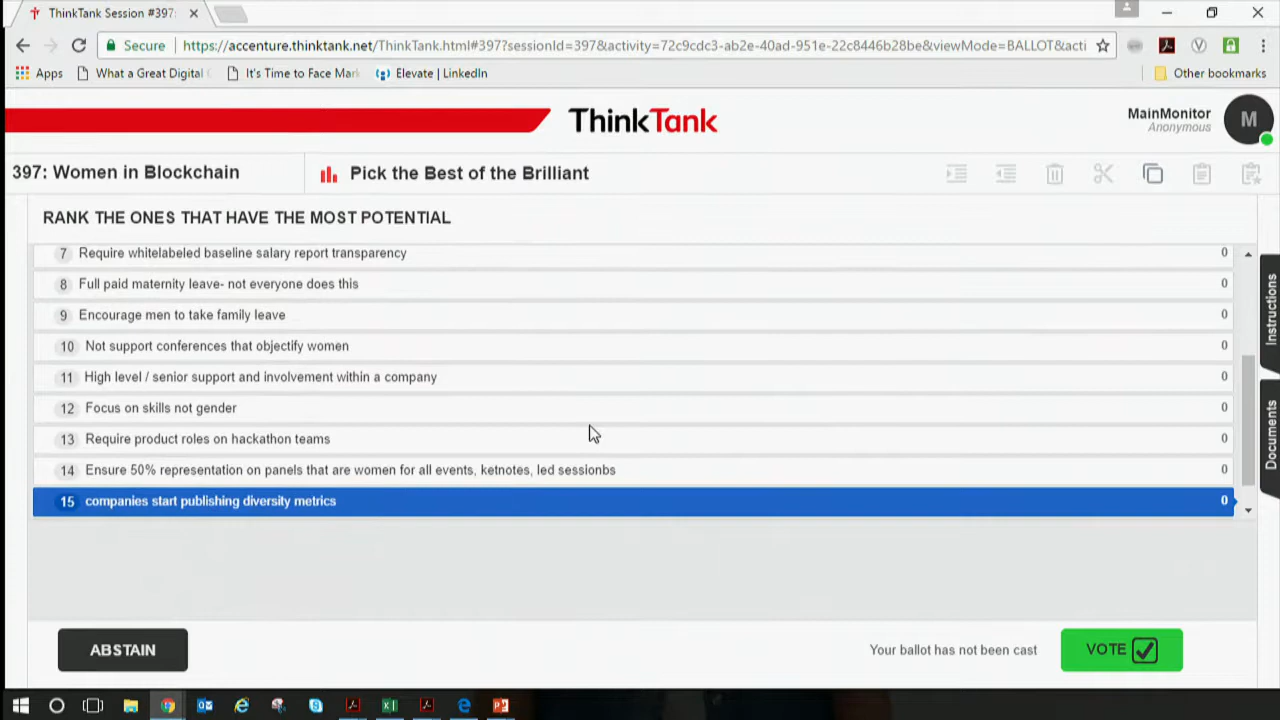 ThinkTank Session #397:
Secure
https://accenture.thinktank.net/ThinkTank.html#397?sessionId=397&activity=72c9cdc3-ab2e-40ad-951e-22c8446b28be&viewMode=BALLOT&acti
Apps
What a Great Digital
It's Time to Face Mark
Elevate | LinkedIn
Other bookmarks
ThinkTank
MainMonitor
Anonymous
M
397: Women in Blockchain
Pick the Best of the Brilliant
RANK THE ONES THAT HAVE THE MOST POTENTIAL
7 Require whitelabeled baseline salary report transparency 0
8 Full paid maternity leave- not everyone does this 0
9 Encourage men to take family leave 0
10 Not support conferences that objectify women 0
11 High level / senior support and involvement within a company 0
12 Focus on skills not gender 0
13 Require product roles on hackathon teams 0
14 Ensure 50% representation on panels that are women for all events, ketnotes, led sessionbs 0
15 companies start publishing diversity metrics 0
Instructions
Documents
ABSTAIN
Your ballot has not been cast
VOTE